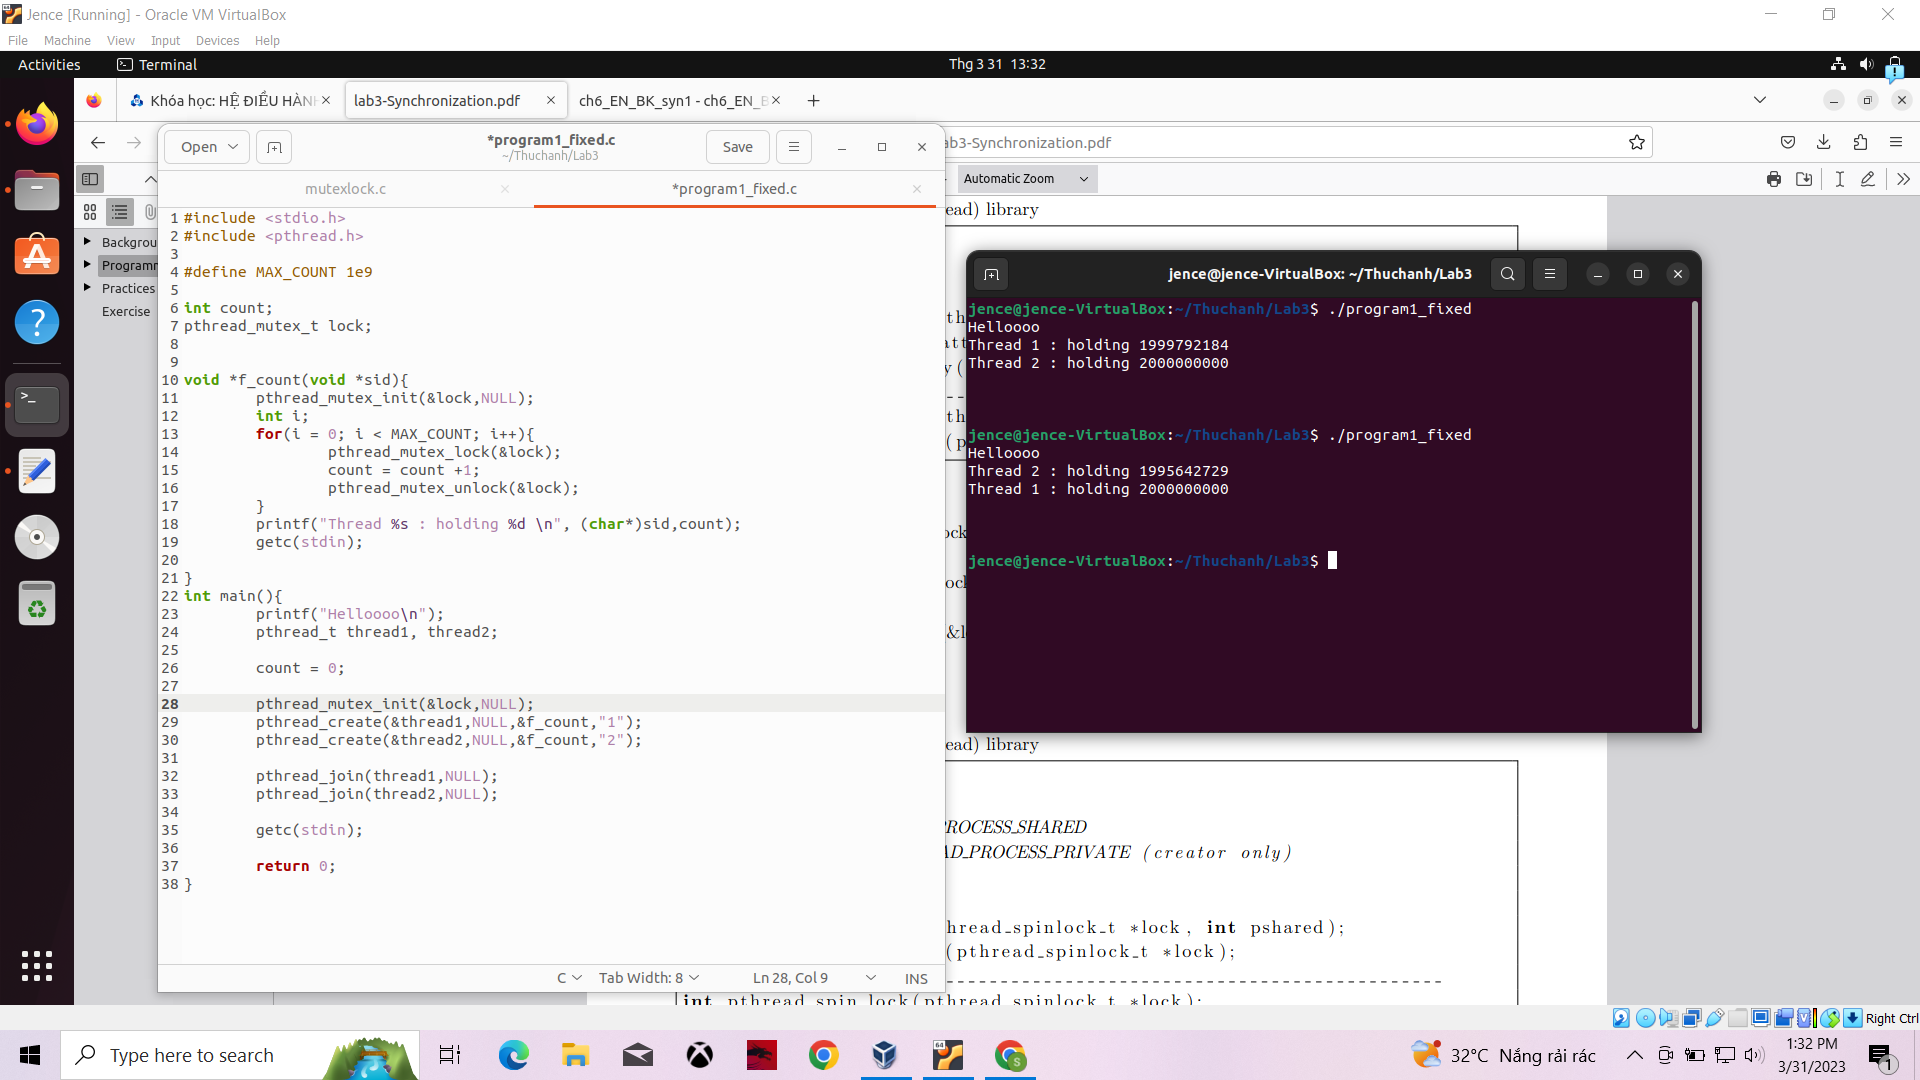 Jence [Running] - Oracle VM VirtualBox
File Machine View Input Devices Help
Activities Terminal Thg 3 31 13:32
Khóa học: HỆ ĐIỀU HÀN lab3-Synchronization.pdf ch6_EN_BK_syn1 - ch6_EN_B
ab3-Synchronization.pdf
Automatic Zoom
Backgrou
Programm
Practices
Exercise
Open *program1_fixed.c Save
~/Thuchanh/Lab3
mutexlock.c *program1_fixed.c
1 #include <stdio.h>
2 #include <pthread.h>
3
4 #define MAX_COUNT 1e9
5
6 int count;
7 pthread_mutex_t lock;
8
9
10 void *f_count(void *sid){
11 pthread_mutex_init(&lock,NULL);
12 int i;
13 for(i = 0; i < MAX_COUNT; i++){
14 pthread_mutex_lock(&lock);
15 count = count +1;
16 pthread_mutex_unlock(&lock);
17 }
18 printf("Thread %s : holding %d \n", (char*)sid,count);
19 getc(stdin);
20
21 }
22 int main(){
23 printf("Helloooo\n");
24 pthread_t thread1, thread2;
25
26 count = 0;
27
28 pthread_mutex_init(&lock,NULL);
29 pthread_create(&thread1,NULL,&f_count,"1");
30 pthread_create(&thread2,NULL,&f_count,"2");
31
32 pthread_join(thread1,NULL);
33 pthread_join(thread2,NULL);
34
35 getc(stdin);
36
37 return 0;
38 }
C Tab Width: 8 Ln 28, Col 9 INS
ead) library
jence@jence-VirtualBox: ~/Thuchanh/Lab3
jence@jence-VirtualBox:~/Thuchanh/Lab3$ ./program1_fixed
Helloooo
Thread 1 : holding 1999792184
Thread 2 : holding 2000000000
jence@jence-VirtualBox:~/Thuchanh/Lab3$ ./program1_fixed
Helloooo
Thread 2 : holding 1995642729
Thread 1 : holding 2000000000
jence@jence-VirtualBox:~/Thuchanh/Lab3$
ead) library
ROCESS_SHARED
AD_PROCESS_PRIVATE (creator only)
hread_spinlock_t *lock, int pshared);
(pthread_spinlock_t *lock);
int pthread_spin_lock(pthread_spinlock_t *lock);
Right Ctrl
Type here to search
32°C Nắng rải rác
1:32 PM
3/31/2023
1